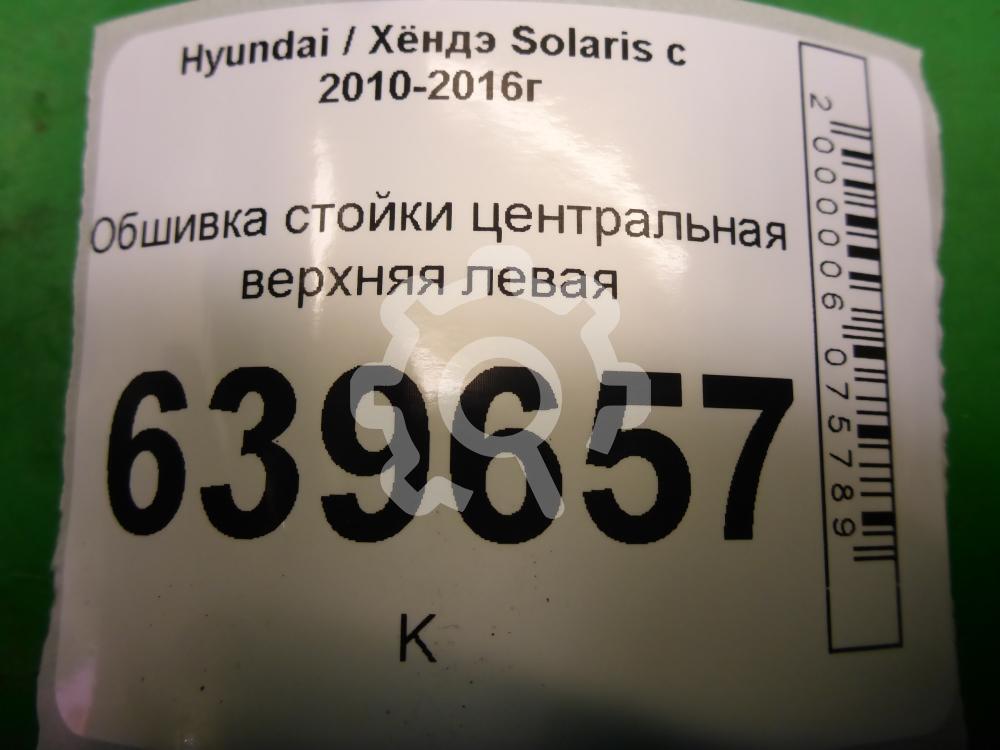 Hyundai / Хёндэ Solaris с
2010-2016г
Обшивка стойки центральная
верхняя левая
639657
К
2000006075789